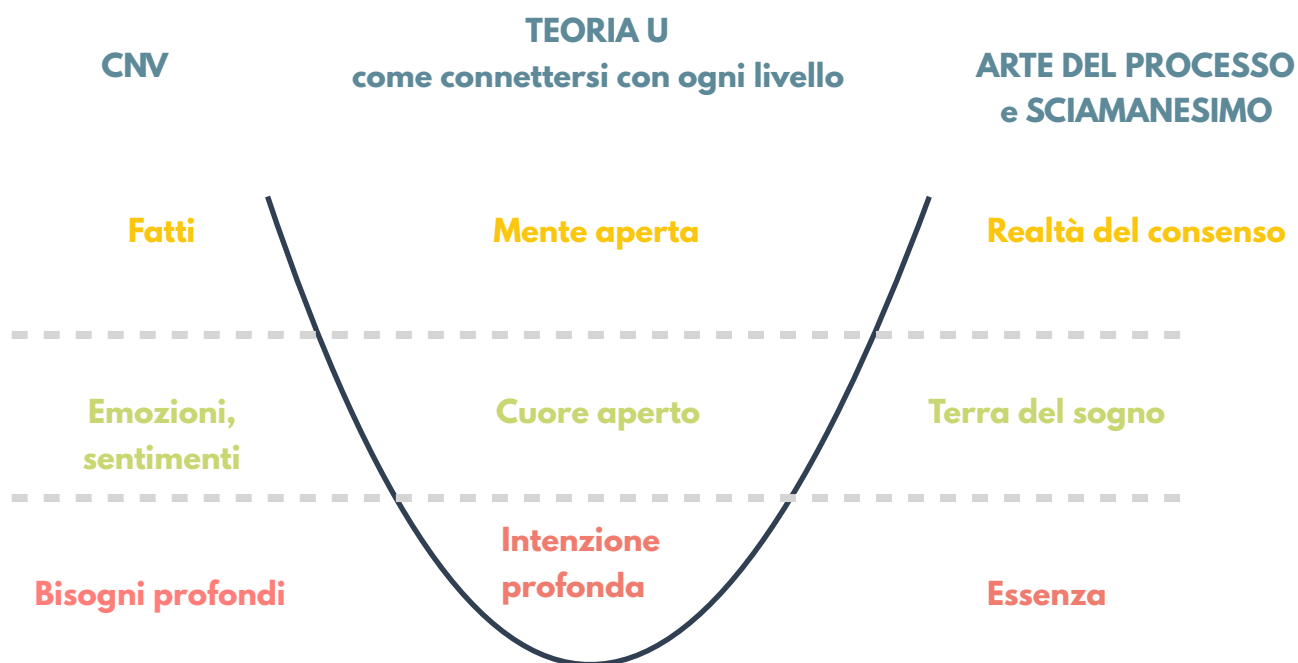 CNV
TEORIA U
come connettersi con ogni livello
ARTE DEL PROCESSO
e SCIAMANESIMO
Fatti
Mente aperta
Realtà del consenso
Emozioni,
sentimenti
Cuore aperto
Terra del sogno
Bisogni profondi
Intenzione
profonda
Essenza